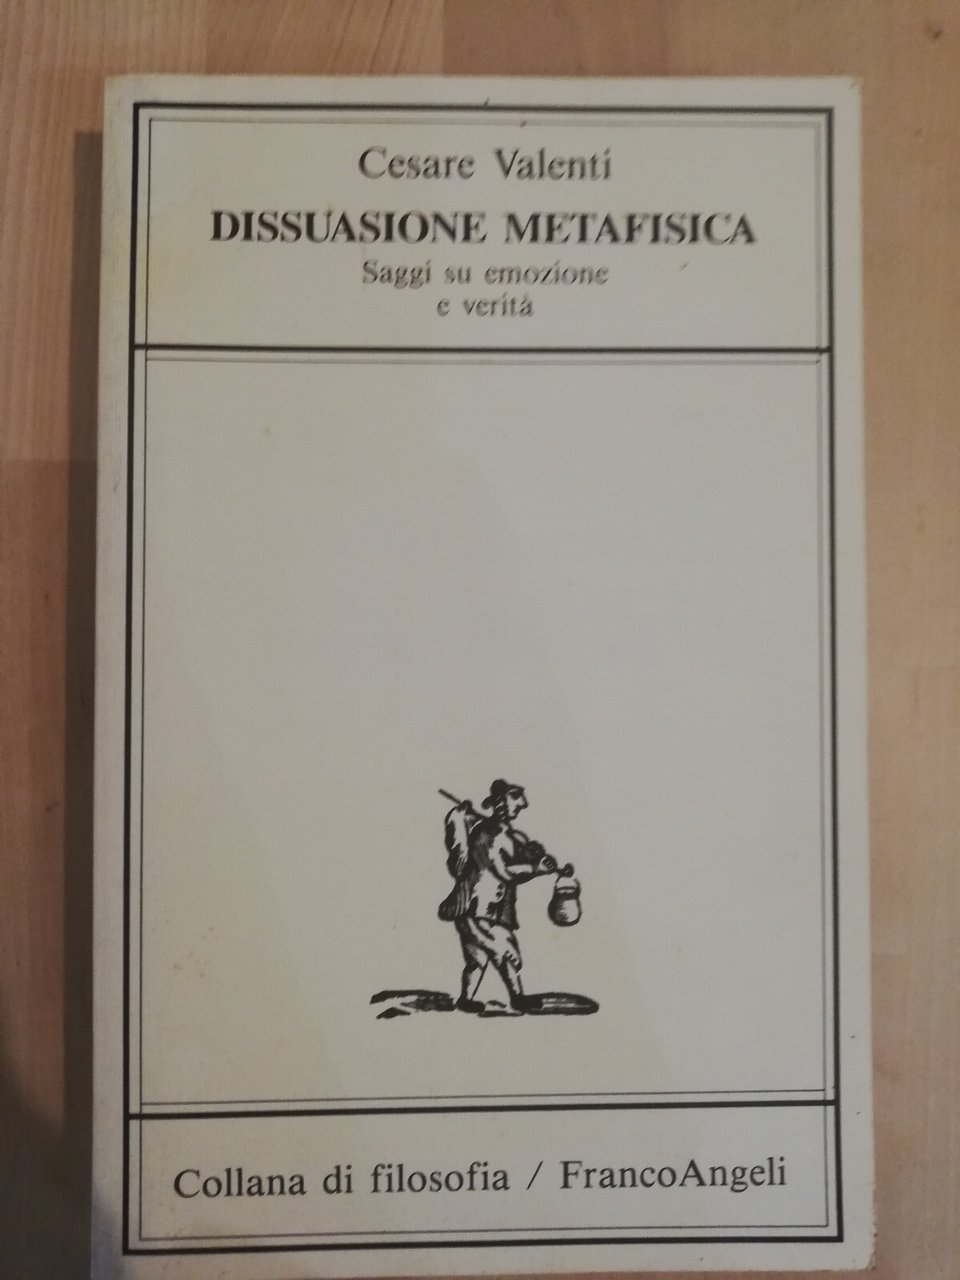 Cesare Valenti
DISSUASIONE METAFISICA
Saggi su emozione
e verità
Collana di filosofia / FrancoAngeli